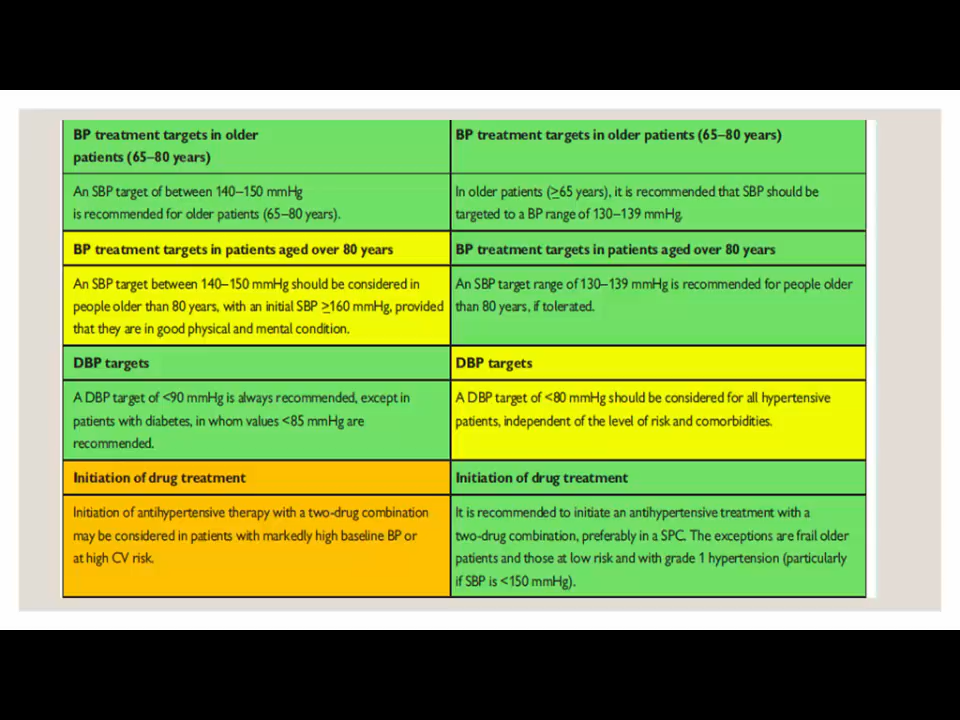 BP treatment targets in older
patients (65–80 years)
BP treatment targets in older patients (65–80 years)
An SBP target of between 140–150 mmHg
is recommended for older patients (65–80 years).
In older patients (≥65 years), it is recommended that SBP should be
targeted to a BP range of 130–139 mmHg.
BP treatment targets in patients aged over 80 years
BP treatment targets in patients aged over 80 years
An SBP target between 140–150 mmHg should be considered in
people older than 80 years, with an initial SBP ≥160 mmHg, provided
that they are in good physical and mental condition.
An SBP target range of 130–139 mmHg is recommended for people older
than 80 years, if tolerated.
DBP targets
DBP targets
A DBP target of <90 mmHg is always recommended, except in
patients with diabetes, in whom values <85 mmHg are
recommended.
A DBP target of <80 mmHg should be considered for all hypertensive
patients, independent of the level of risk and comorbidities.
Initiation of drug treatment
Initiation of drug treatment
Initiation of antihypertensive therapy with a two-drug combination
may be considered in patients with markedly high baseline BP or
at high CV risk.
It is recommended to initiate an antihypertensive treatment with a
two-drug combination, preferably in a SPC. The exceptions are frail older
patients and those at low risk and with grade 1 hypertension (particularly
if SBP is <150 mmHg).